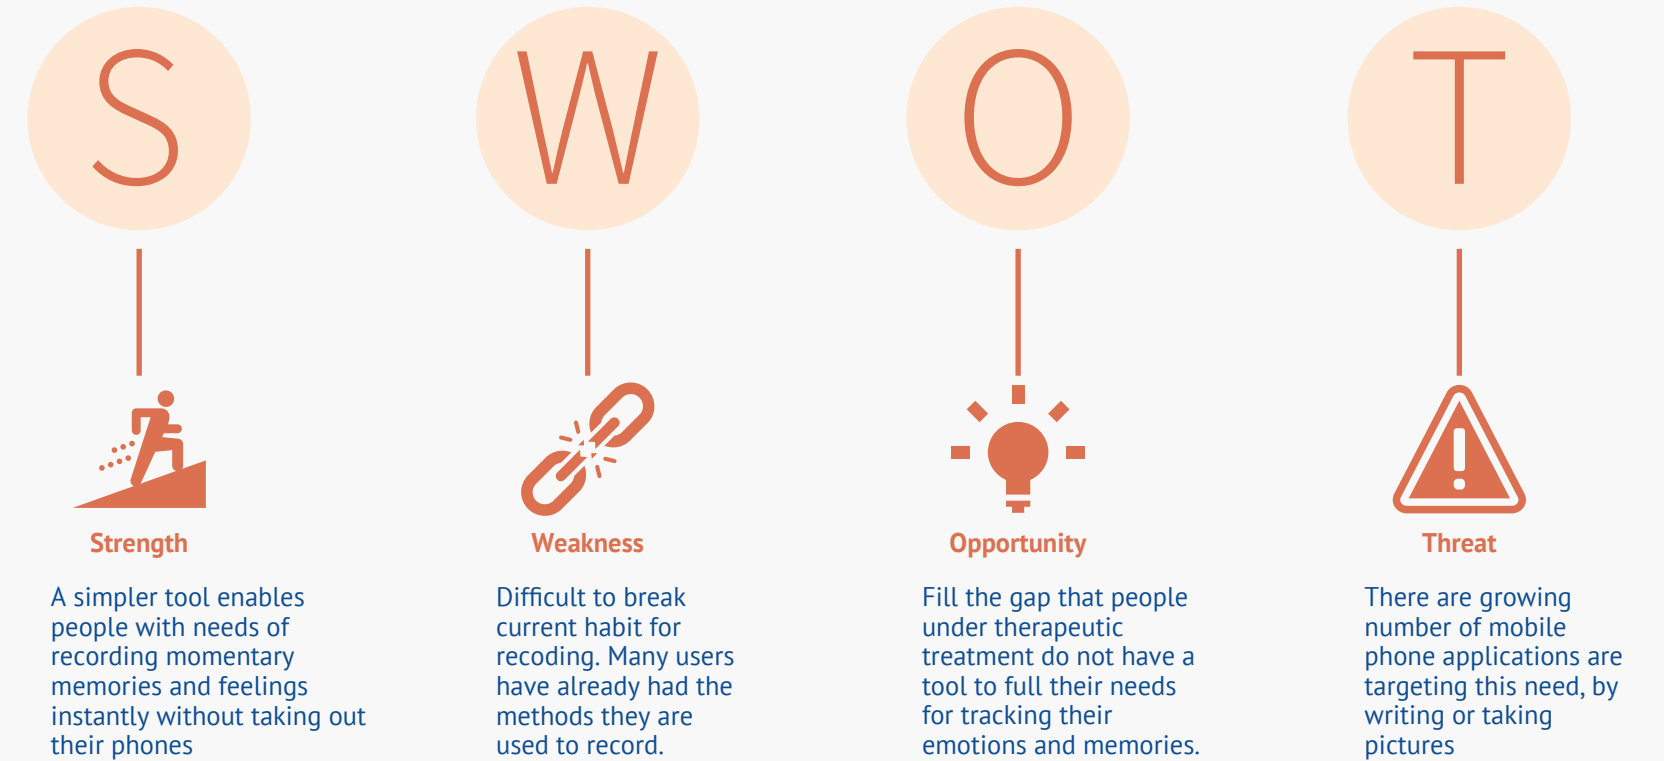 S
W
O
T
Strength
A simpler tool enables
people with needs of
recording momentary
memories and feelings
instantly without taking out
their phones
Weakness
Difficult to break
current habit for
recoding. Many users
have already had the
methods they are
used to record.
Opportunity
Fill the gap that people
under therapeutic
treatment do not have a
tool to full their needs
for tracking their
emotions and memories.
Threat
There are growing
number of mobile
phone applications are
targeting this need, by
writing or taking
pictures